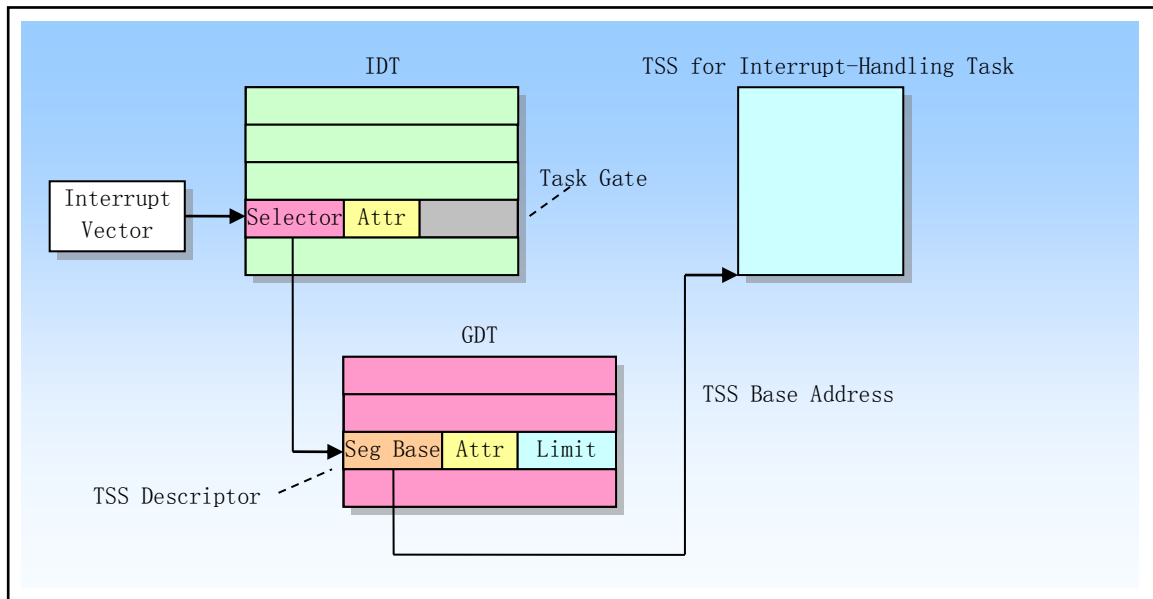 IDT
TSS for Interrupt-Handling Task
Task Gate
Interrupt
Vector
Selector
Attr
GDT
TSS Base Address
Seg Base
Attr
Limit
TSS Descriptor